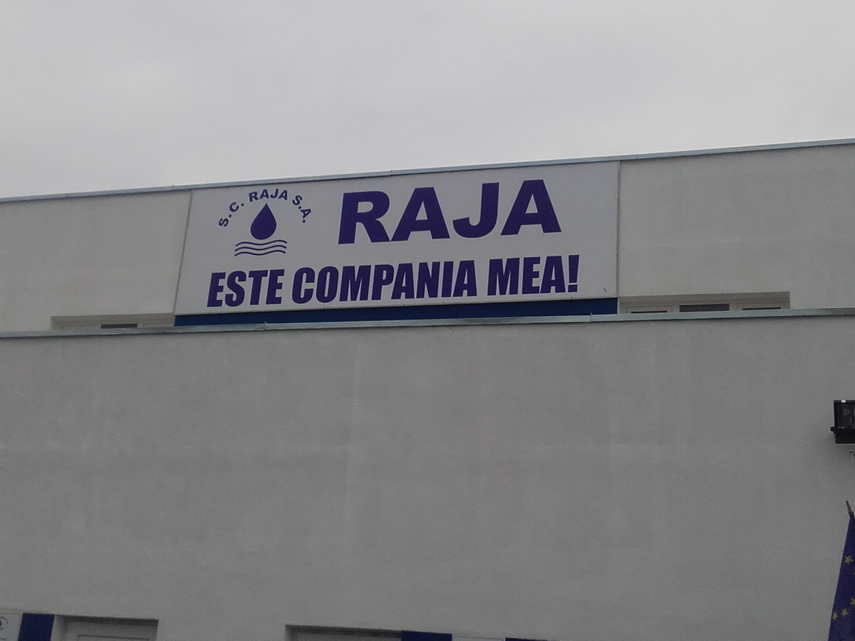 S.C. RAJA S.A.
RAJA
ESTE COMPANIA MEA!